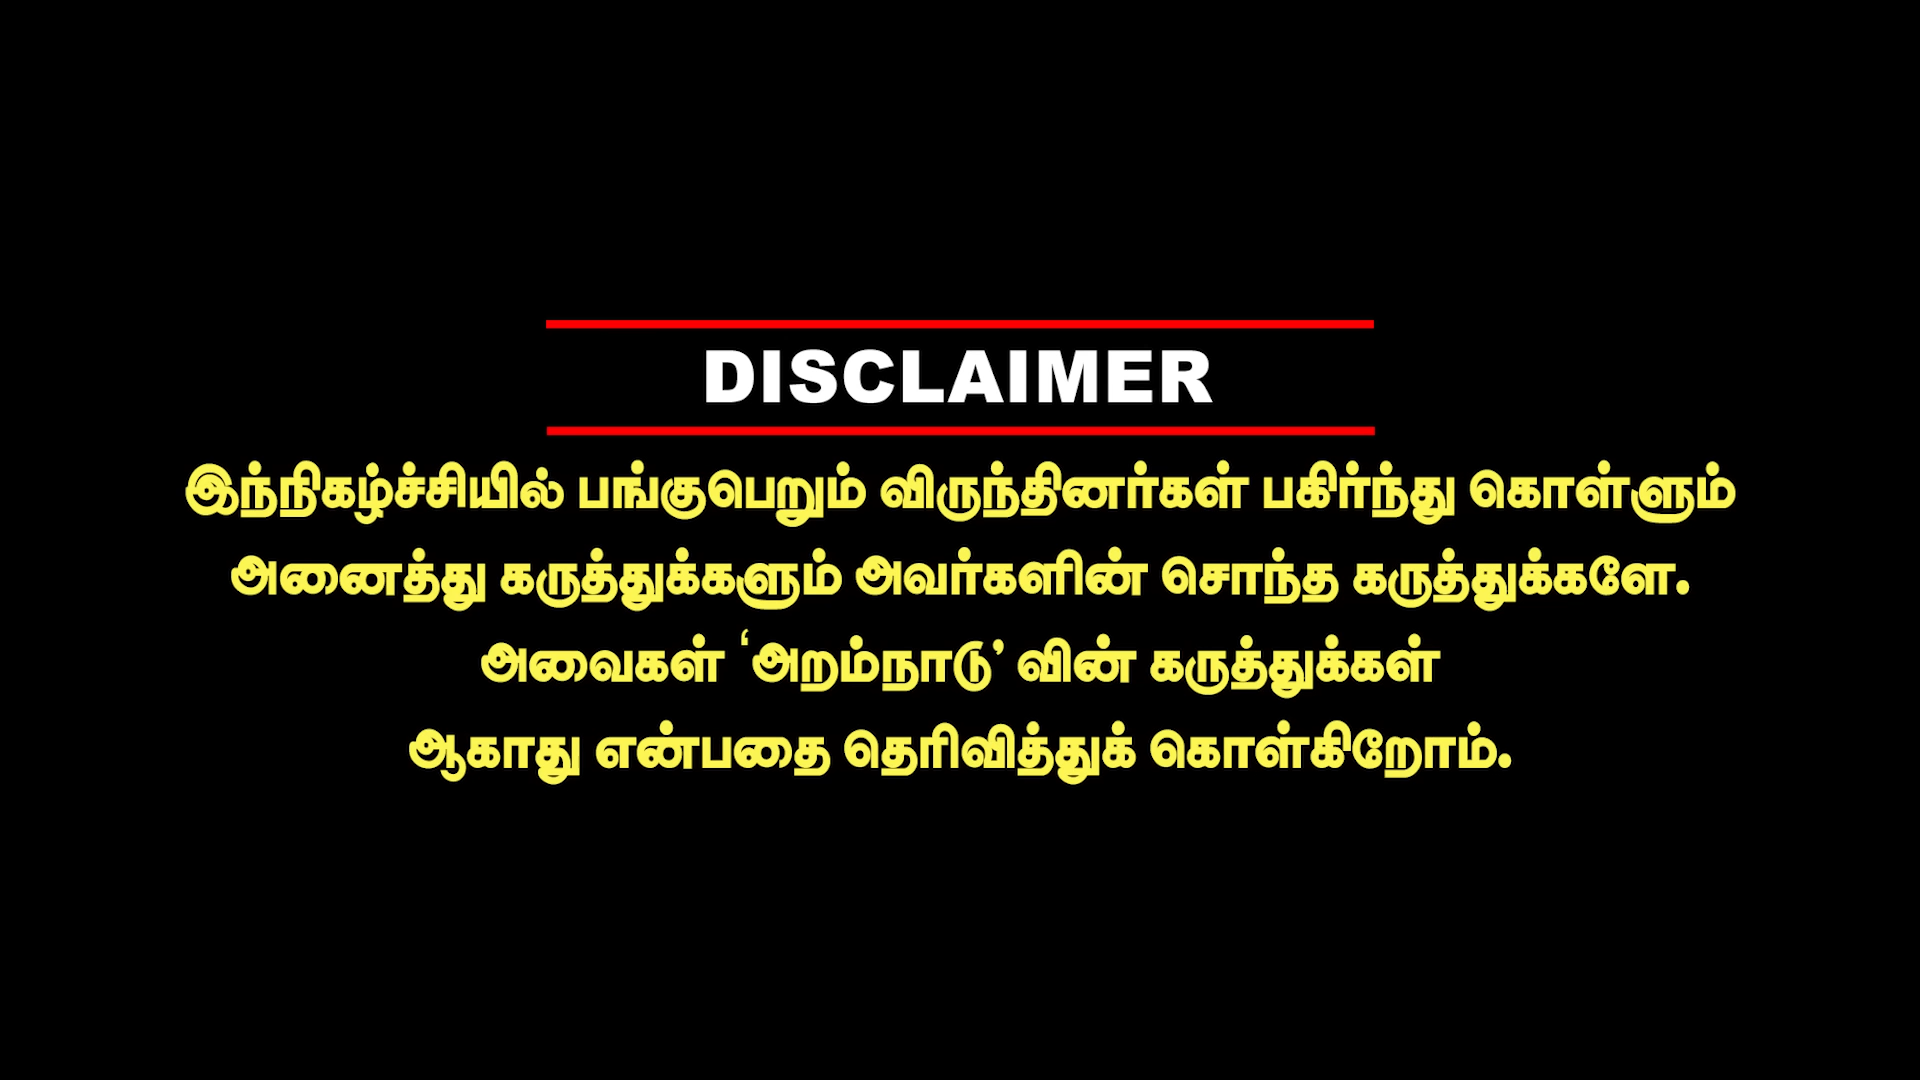 DISCLAIMER
இந்நிகழ்ச்சியில் பங்குபெறும் விருந்தினர்கள் பகிர்ந்து கொள்ளும்
அனைத்து கருத்துக்களும் அவர்களின் சொந்த கருத்துக்களே.
அவைகள் ‘அறம்நாடு’ வின் கருத்துக்கள்
ஆகாது என்பதை தெரிவித்துக் கொள்கிறோம்.